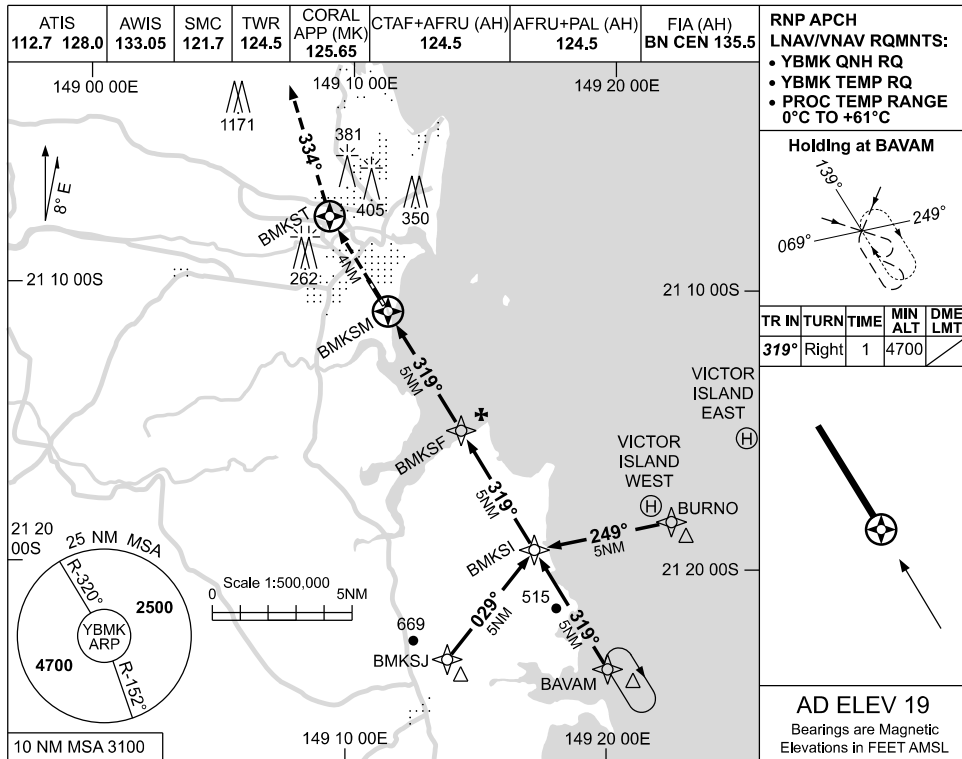 ATIS
112.7 128.0
AWIS
133.05
SMC
121.7
TWR
124.5
CORAL
APP (MK)
125.65
CTAF+AFRU (AH)
124.5
AFRU+PAL (AH)
124.5
FIA (AH)
BN CEN 135.5
RNP APCH
LNAV/VNAV RQMNTS:
• YBMK QNH RQ
• YBMK TEMP RQ
• PROC TEMP RANGE
0°C TO +61°C
149 00 00E
149 10 00E
149 20 00E
1171
381
405
350
334°
8° E
BMKST
262
4NM
21 10 00S
21 10 00S
BMKSM
319°
5NM
BMKSF
VICTOR
ISLAND
EAST
H
VICTOR
ISLAND
WEST
H
BURNO
319°
5NM
249°
5NM
BMKSI
21 20
00S
21 20 00S
25 NM MSA
R-320°
2500
YBMK
ARP
4700
R-152°
Scale 1:500,000
0
5NM
515
669
029°
5NM
319°
5NM
BMKSJ
BAVAM
10 NM MSA 3100
149 10 00E
149 20 00E
Holding at BAVAM
139°
249°
069°
TR IN
TURN
TIME
MIN
ALT
DME
LMT
319°
Right
1
4700
AD ELEV 19
Bearings are Magnetic
Elevations in FEET AMSL